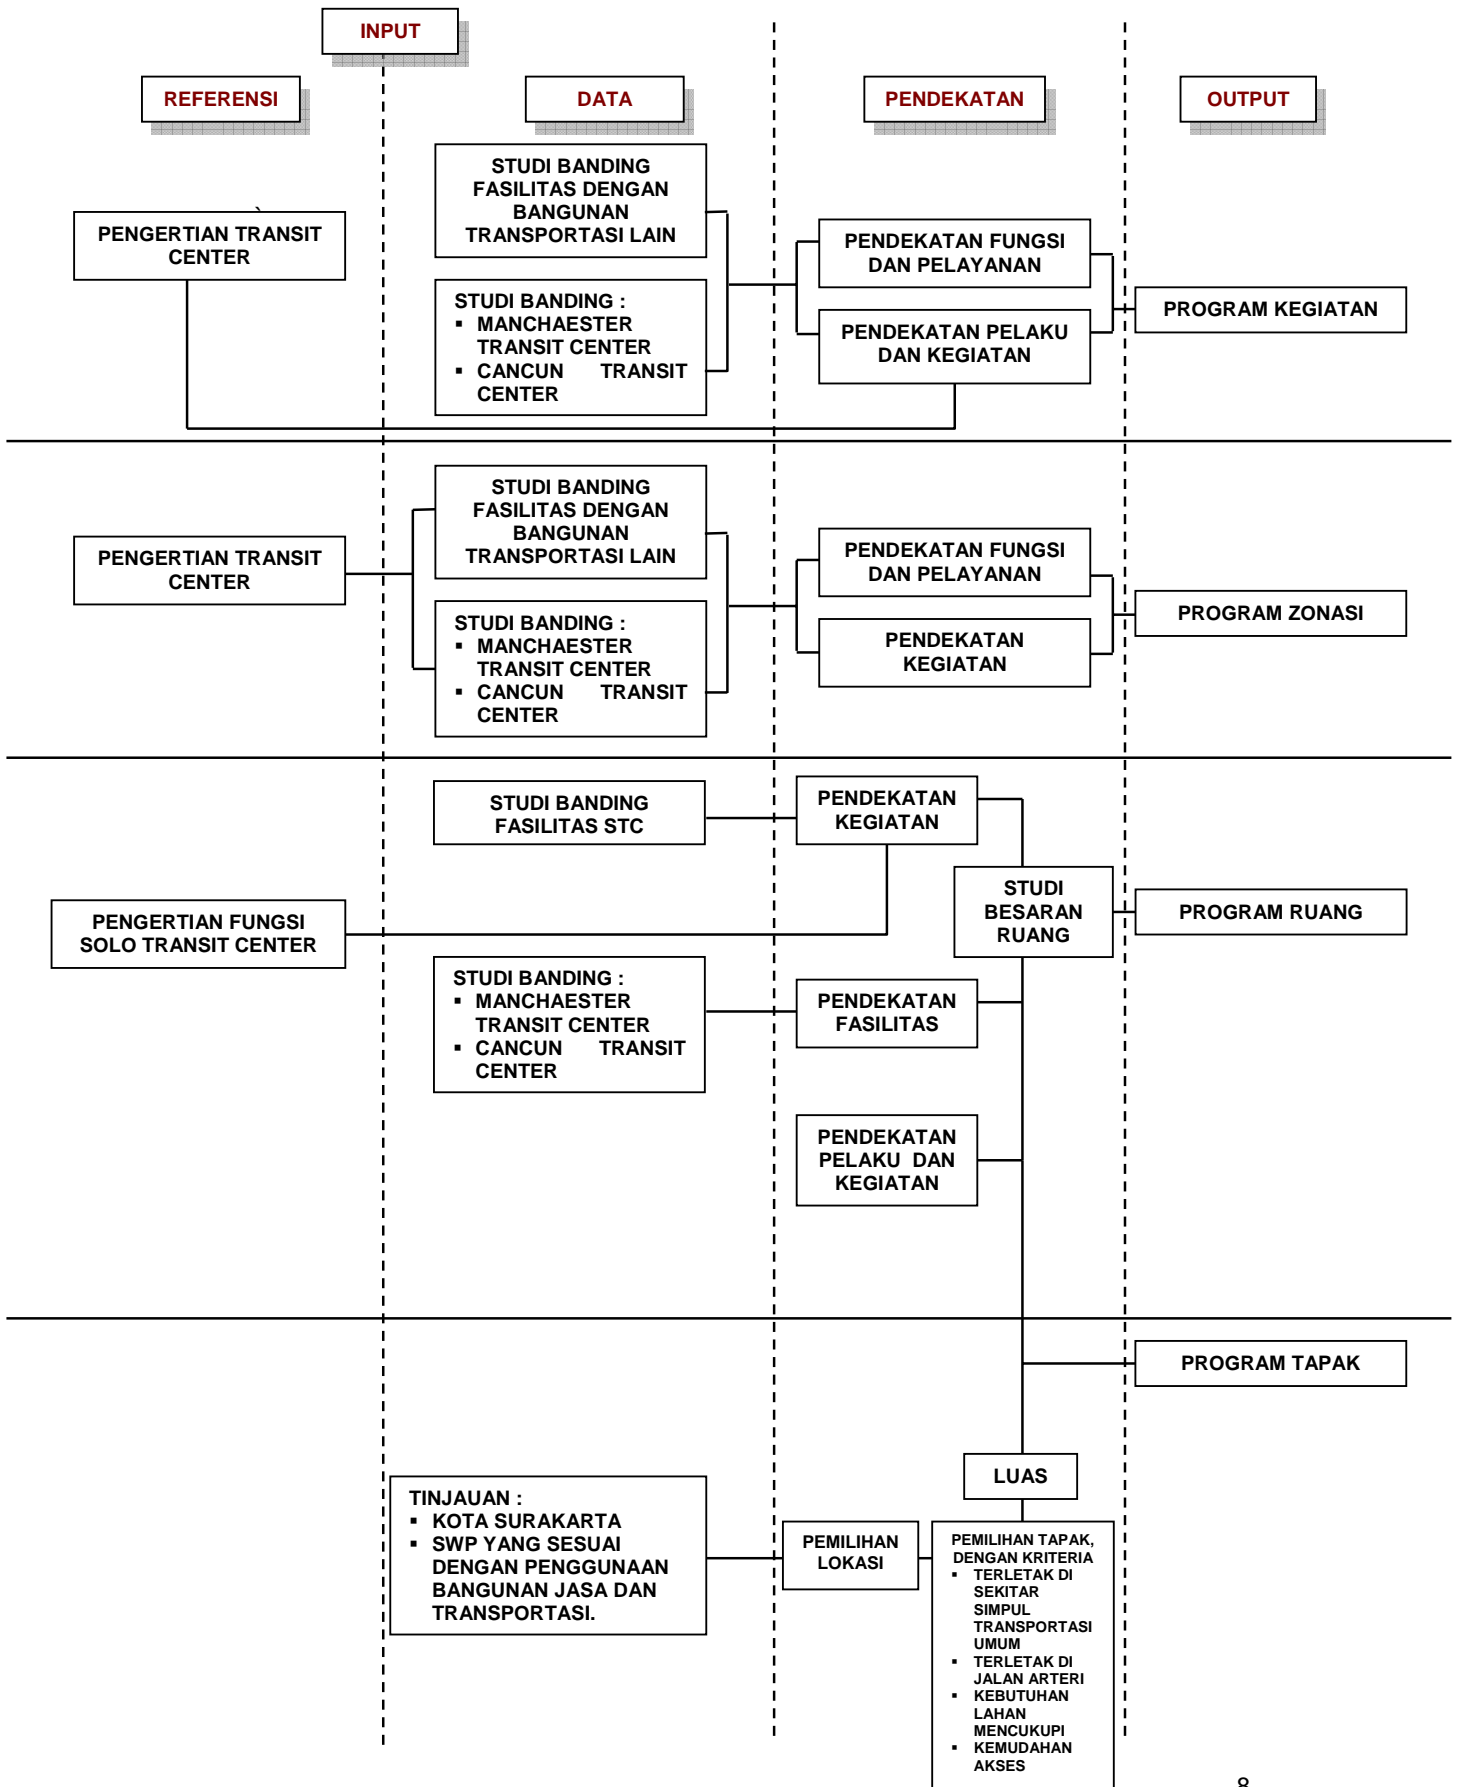 INPUT
REFERENSI
DATA
PENDEKATAN
OUTPUT
`
PENGERTIAN TRANSIT
CENTER
STUDI BANDING
FASILITAS DENGAN
BANGUNAN
TRANSPORTASI LAIN
STUDI BANDING :
▪ MANCHAESTER
TRANSIT CENTER
▪ CANCUN TRANSIT
CENTER
PENDEKATAN FUNGSI
DAN PELAYANAN
PENDEKATAN PELAKU
DAN KEGIATAN
PROGRAM KEGIATAN
PENGERTIAN TRANSIT
CENTER
STUDI BANDING
FASILITAS DENGAN
BANGUNAN
TRANSPORTASI LAIN
STUDI BANDING :
▪ MANCHAESTER
TRANSIT CENTER
▪ CANCUN TRANSIT
CENTER
PENDEKATAN FUNGSI
DAN PELAYANAN
PENDEKATAN
KEGIATAN
PROGRAM ZONASI
PENGERTIAN FUNGSI
SOLO TRANSIT CENTER
STUDI BANDING
FASILITAS STC
STUDI BANDING :
▪ MANCHAESTER
TRANSIT CENTER
▪ CANCUN TRANSIT
CENTER
PENDEKATAN
KEGIATAN
STUDI
BESARAN
RUANG
PENDEKATAN
FASILITAS
PENDEKATAN
PELAKU DAN
KEGIATAN
PROGRAM RUANG
PROGRAM TAPAK
LUAS
TINJAUAN :
▪ KOTA SURAKARTA
▪ SWP YANG SESUAI
DENGAN PENGGUNAAN
BANGUNAN JASA DAN
TRANSPORTASI.
PEMILIHAN
LOKASI
PEMILIHAN TAPAK,
DENGAN KRITERIA
▪ TERLETAK DI
SEKITAR
SIMPUL
TRANSPORTASI
UMUM
▪ TERLETAK DI
JALAN ARTERI
▪ KEBUTUHAN
LAHAN
MENCUKUPI
▪ KEMUDAHAN
AKSES
8